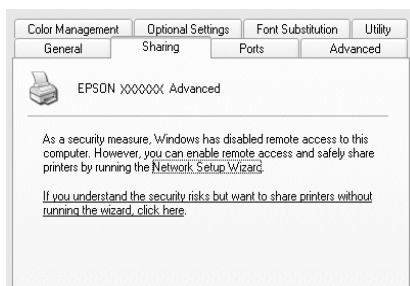 Color Management Optional Settings Font Substitution Utility
General Sharing Ports Advanced
EPSON XXXXXX Advanced
As a security measure, Windows has disabled remote access to this
computer. However, you can enable remote access and safely share
printers by running the Network Setup Wizard.
If you understand the security risks but want to share printers without
running the wizard, click here.